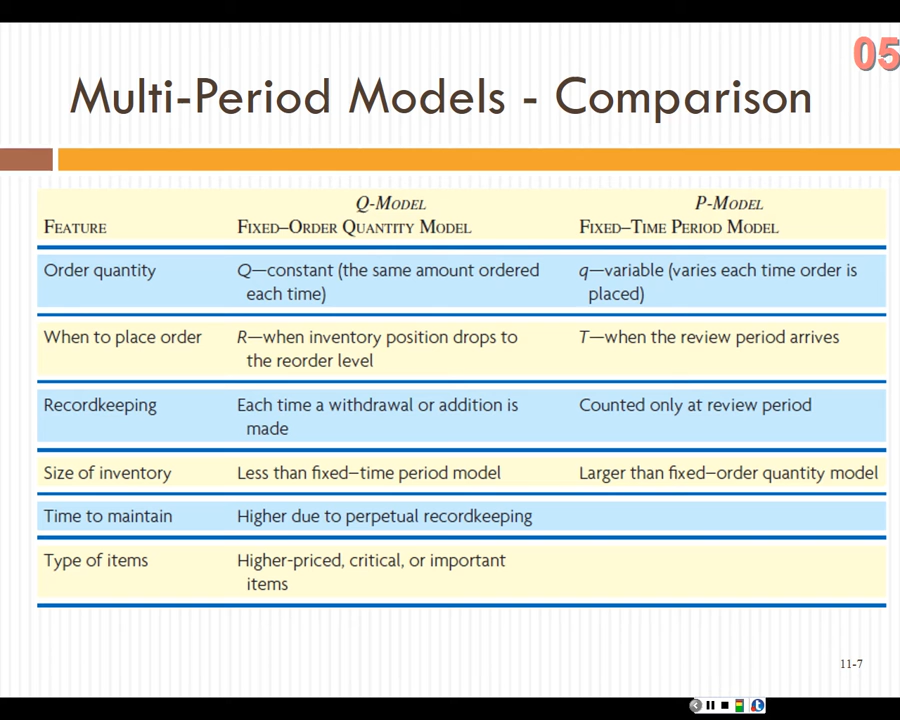 05
Multi-Period Models - Comparison
Q-MODEL P-MODEL
FEATURE FIXED–ORDER QUANTITY MODEL FIXED–TIME PERIOD MODEL
Order quantity Q—constant (the same amount ordered q—variable (varies each time order is
each time) placed)
When to place order R—when inventory position drops to T—when the review period arrives
the reorder level
Recordkeeping Each time a withdrawal or addition is Counted only at review period
made
Size of inventory Less than fixed–time period model Larger than fixed–order quantity model
Time to maintain Higher due to perpetual recordkeeping
Type of items Higher-priced, critical, or important
items
11-7